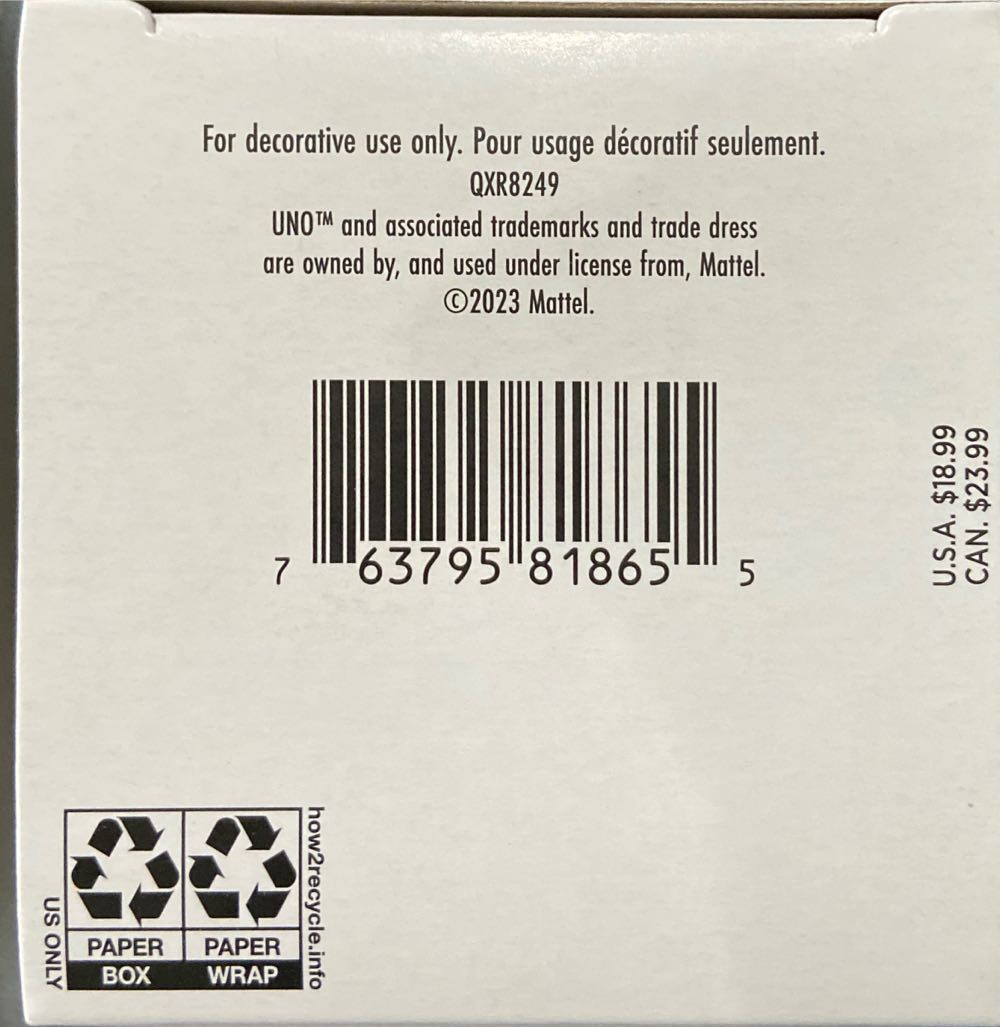 For decorative use only. Pour usage décoratif seulement.
QXR8249
UNO™ and associated trademarks and trade dress
are owned by, and used under license from, Mattel.
©2023 Mattel.
7 63795 81865 5
U.S.A. $18.99
CAN. $23.99
how2recycle.info
PAPER PAPER
BOX WRAP
US ONLY